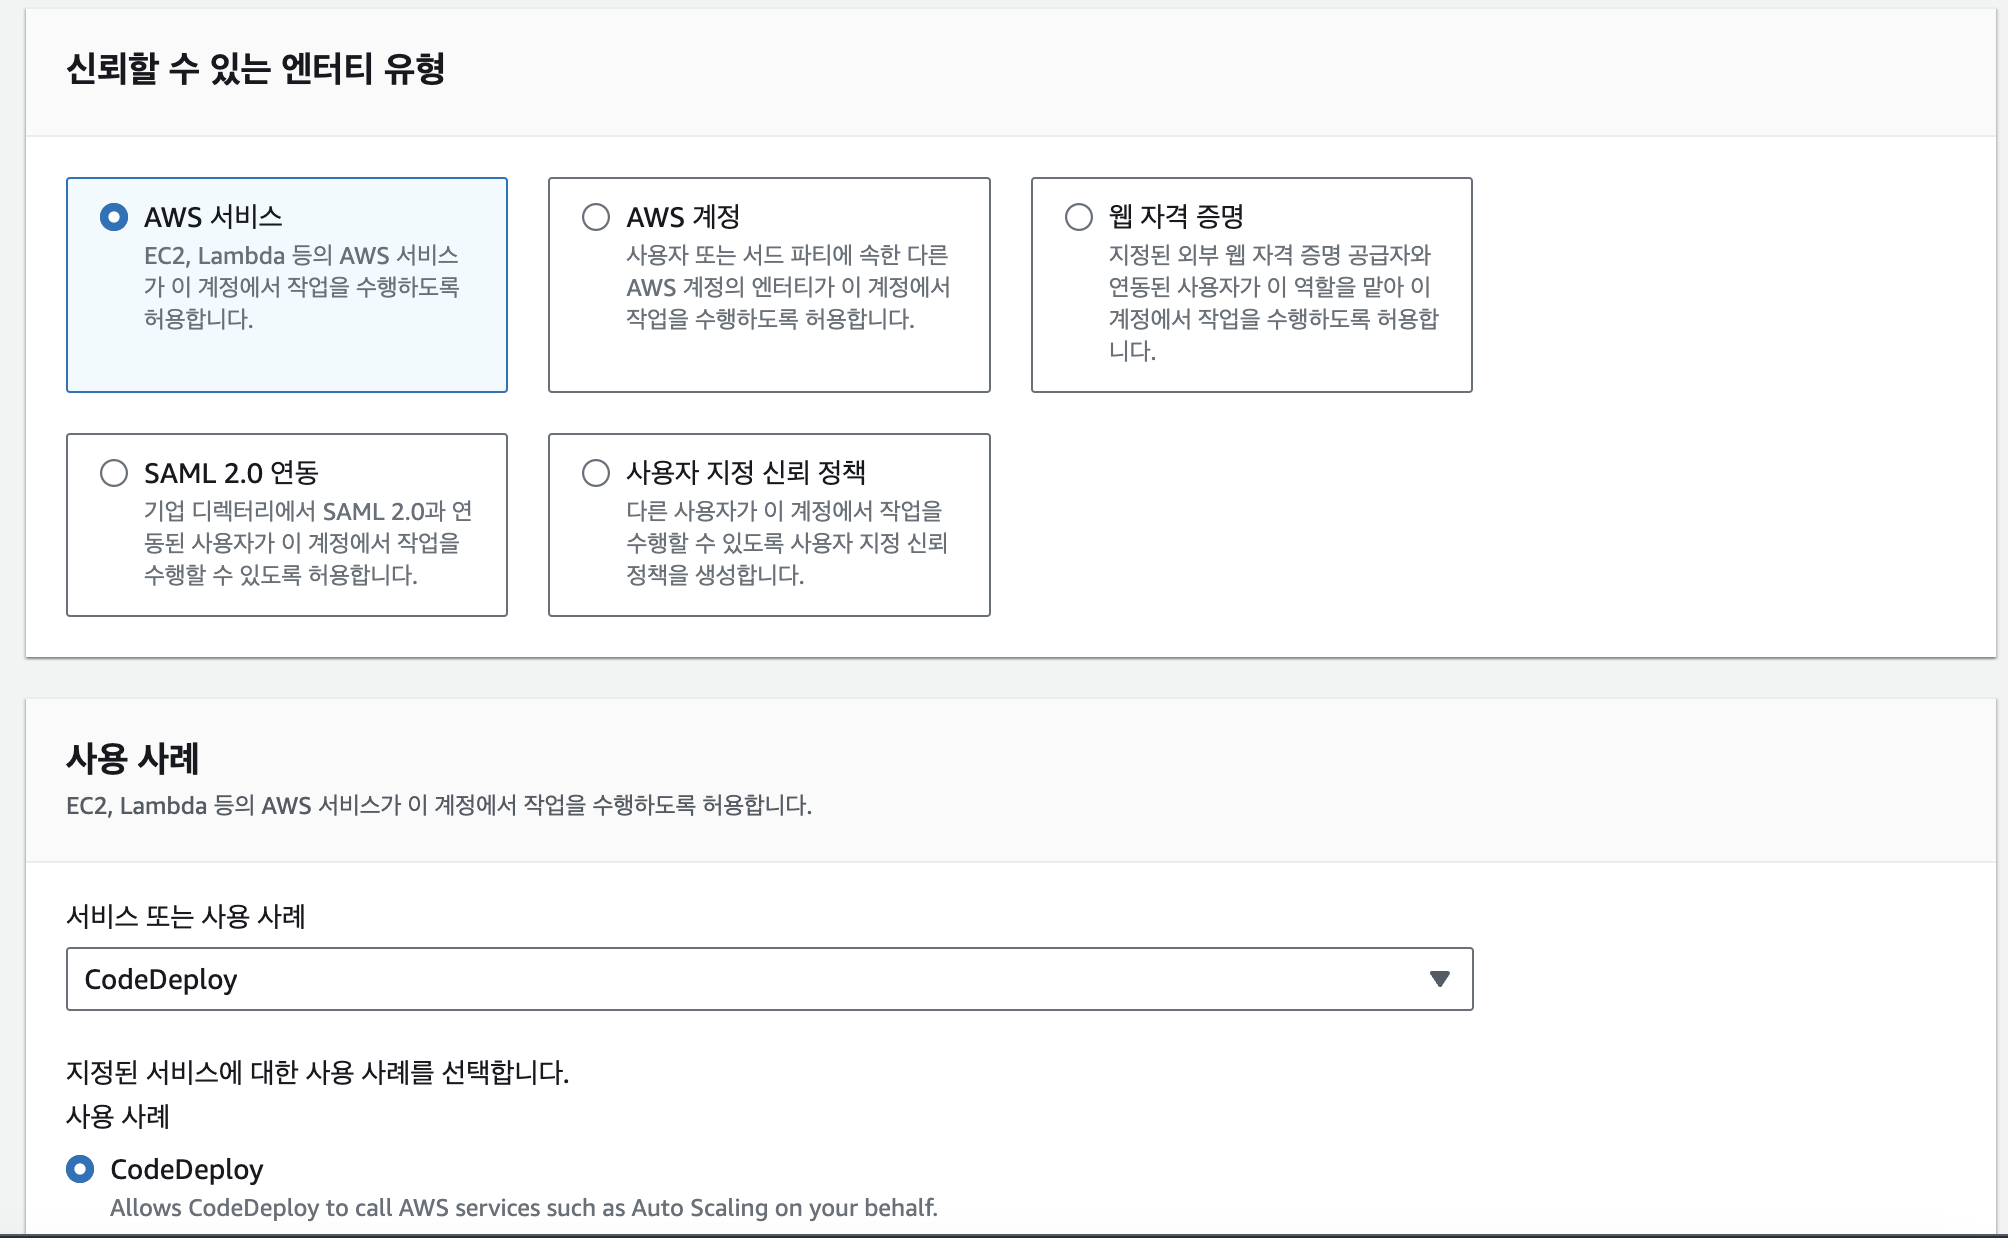 신뢰할 수 있는 엔터티 유형
AWS 서비스
EC2, Lambda 등의 AWS 서비스
가 이 계정에서 작업을 수행하도록
허용합니다.
AWS 계정
사용자 또는 서드 파티에 속한 다른
AWS 계정의 엔터티가 이 계정에서
작업을 수행하도록 허용합니다.
웹 자격 증명
지정된 외부 웹 자격 증명 공급자와
연동된 사용자가 이 역할을 맡아 이
계정에서 작업을 수행하도록 허용합
니다.
SAML 2.0 연동
기업 디렉터리에서 SAML 2.0과 연
동된 사용자가 이 계정에서 작업을
수행할 수 있도록 허용합니다.
사용자 지정 신뢰 정책
다른 사용자가 이 계정에서 작업을
수행할 수 있도록 사용자 지정 신뢰
정책을 생성합니다.
사용 사례
EC2, Lambda 등의 AWS 서비스가 이 계정에서 작업을 수행하도록 허용합니다.
서비스 또는 사용 사례
CodeDeploy
지정된 서비스에 대한 사용 사례를 선택합니다.
사용 사례
CodeDeploy
Allows CodeDeploy to call AWS services such as Auto Scaling on your behalf.